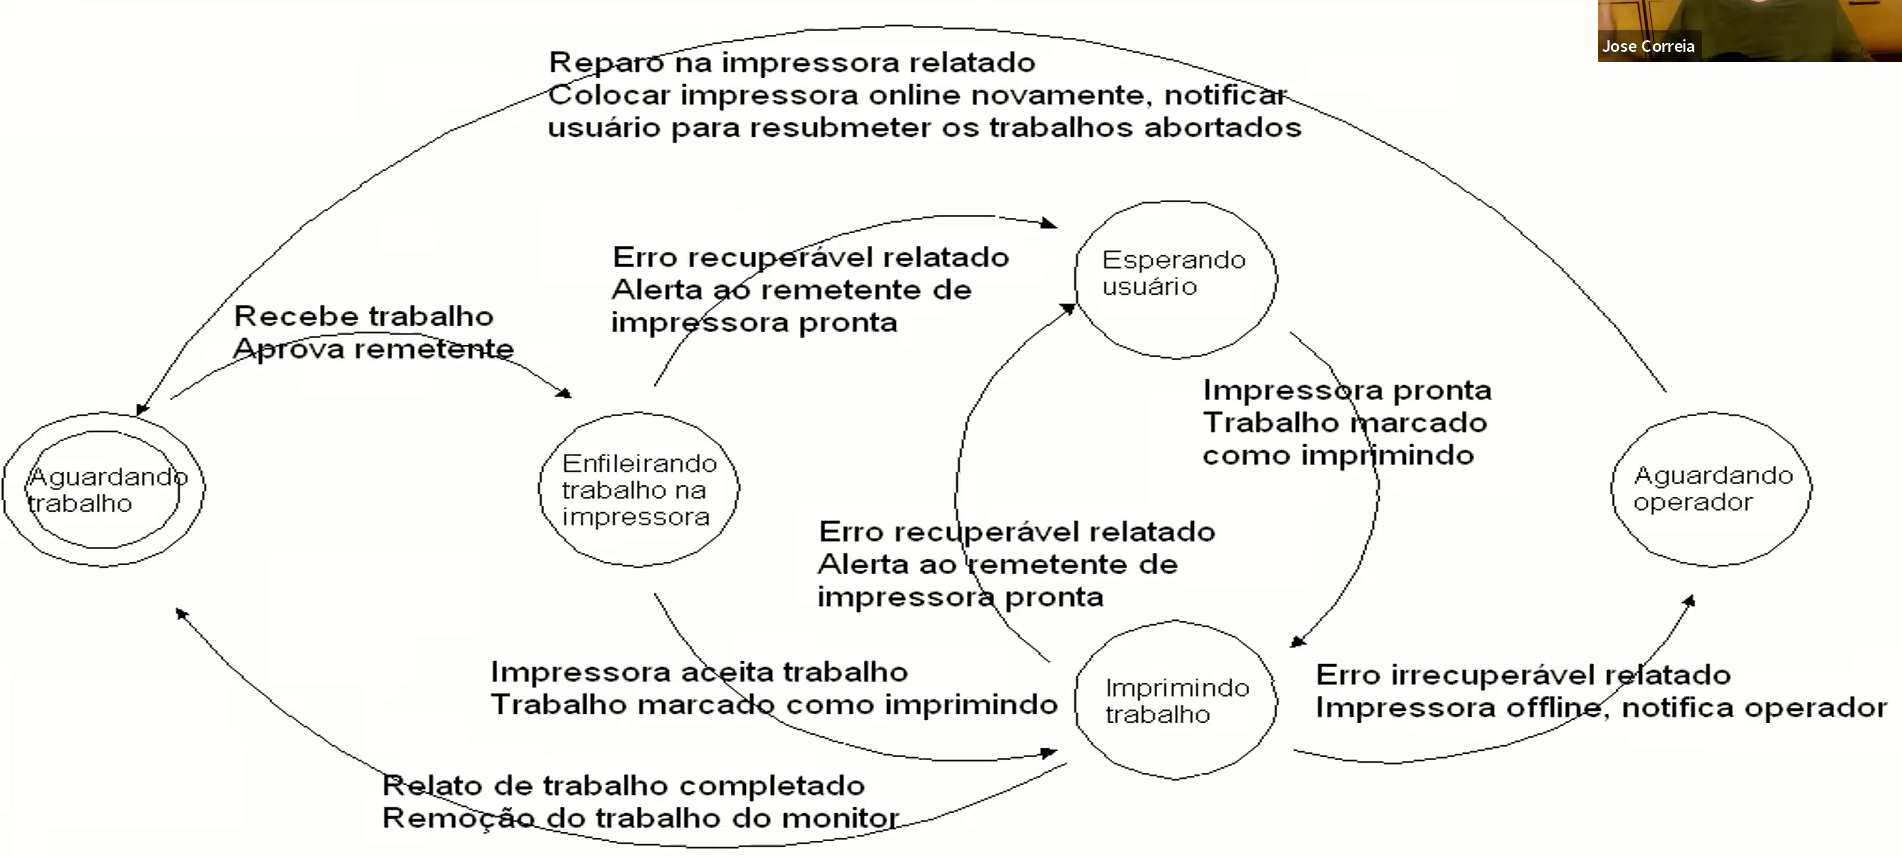 Jose Correia
Reparo na impressora relatado
Colocar impressora online novamente, notificar
usuário para resubmeter os trabalhos abortados
Erro recuperável relatado
Alerta ao remetente de
impressora pronta
Esperando
usuário
Recebe trabalho
Aprova remetente
Impressora pronta
Trabalho marcado
como imprimindo
Aguardando
trabalho
Enfileirando
trabalho na
impressora
Aguardando
operador
Erro recuperável relatado
Alerta ao remetente de
impressora pronta
Impressora aceita trabalho
Trabalho marcado como imprimindo
Imprimindo
trabalho
Erro irrecuperável relatado
Impressora offline, notifica operador
Relato de trabalho completado
Remoção do trabalho do monitor